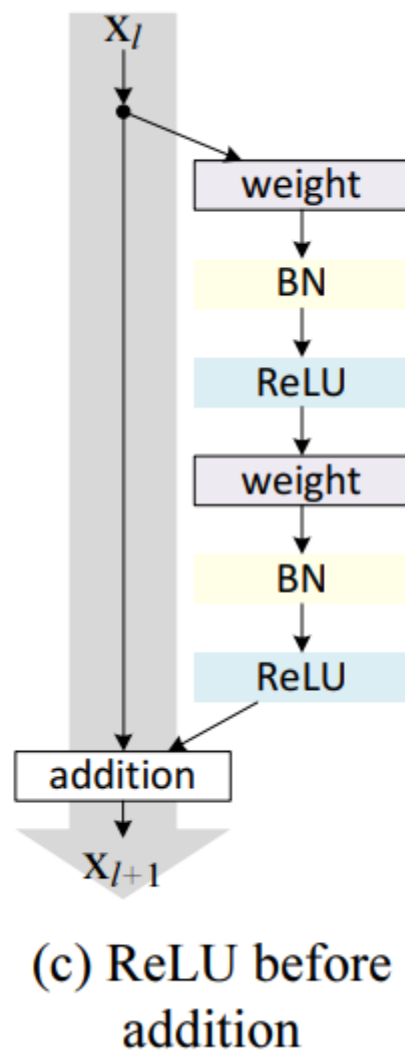 x_l
weight
BN
ReLU
weight
BN
ReLU
addition
x_{l+1}
(c) ReLU before
addition